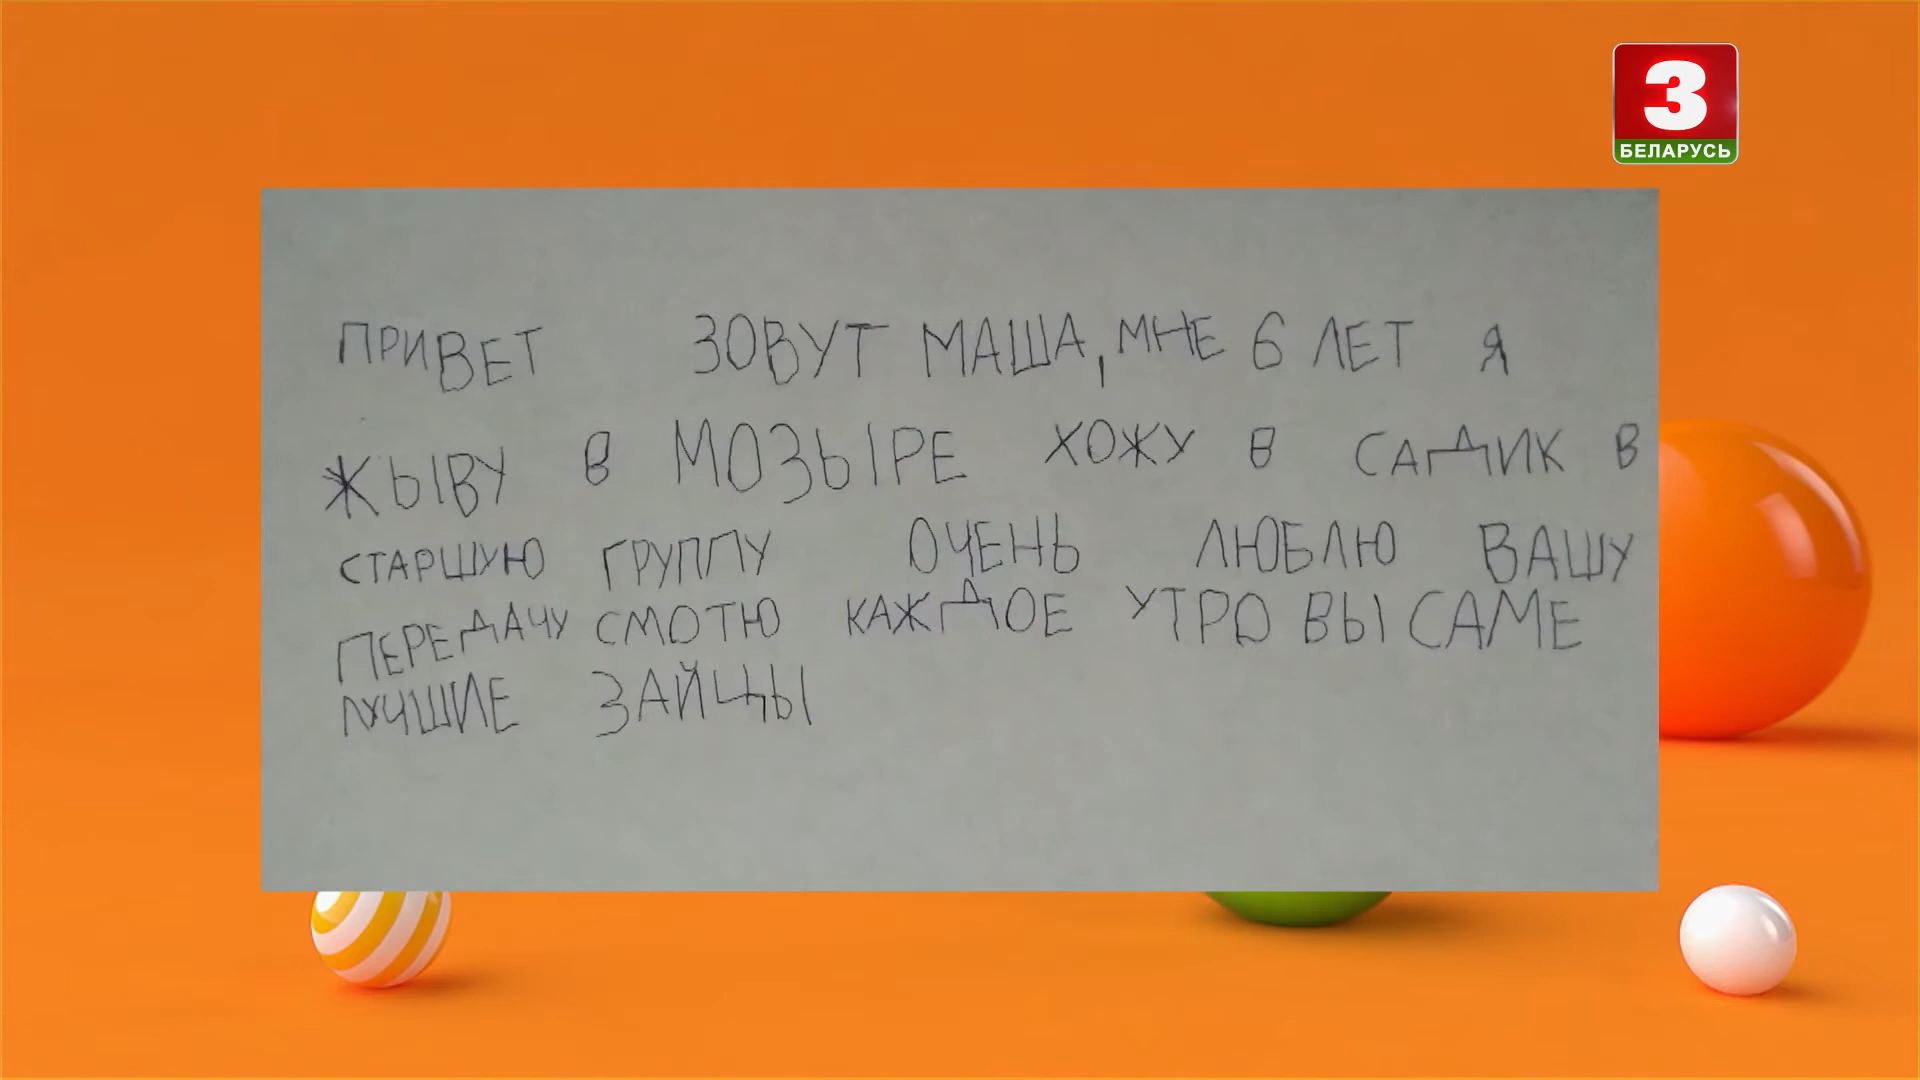 3
БЕЛАРУСЬ
ПРИВЕТ ЗОВУТ МАША, МНЕ 6 ЛЕТ Я
ЖЫВУ В МОЗЫРЕ ХОЖУ В САДИК В
СТАРШУЮ ГРУППУ ОЧЕНЬ ЛЮБЛЮ ВАШУ
ПЕРЕДАЧУ СМОТЮ КАЖДОЕ УТРО ВЫ САМЕ
ЛУЧШИЕ ЗАЙЦЫ